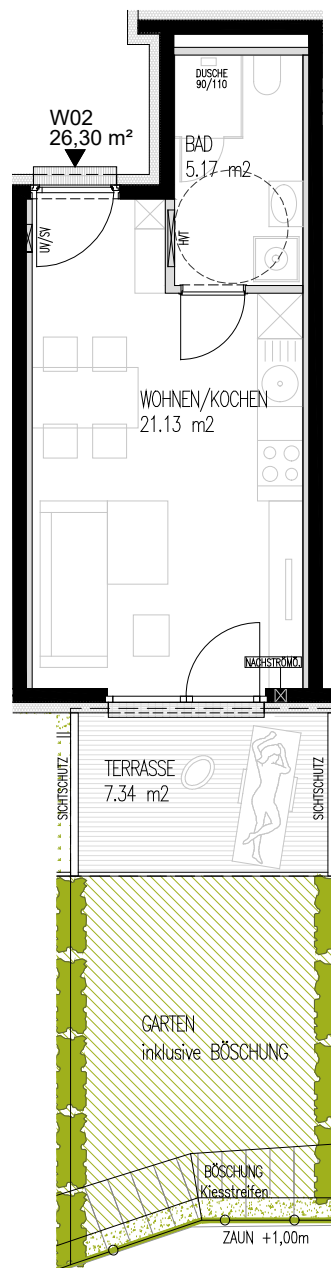 DUSCHE
90/110
W02
26,30 m²
BAD
5.17 m2
UV/SV
HVT
WOHNEN/KOCHEN
21.13 m2
NACHSTRÖMÖ.
TERRASSE
7.34 m2
SICHTSCHUTZ
SICHTSCHUTZ
GARTEN
inklusive BÖSCHUNG
BÖSCHUNG
Kiesstreifen
ZAUN +1,00m